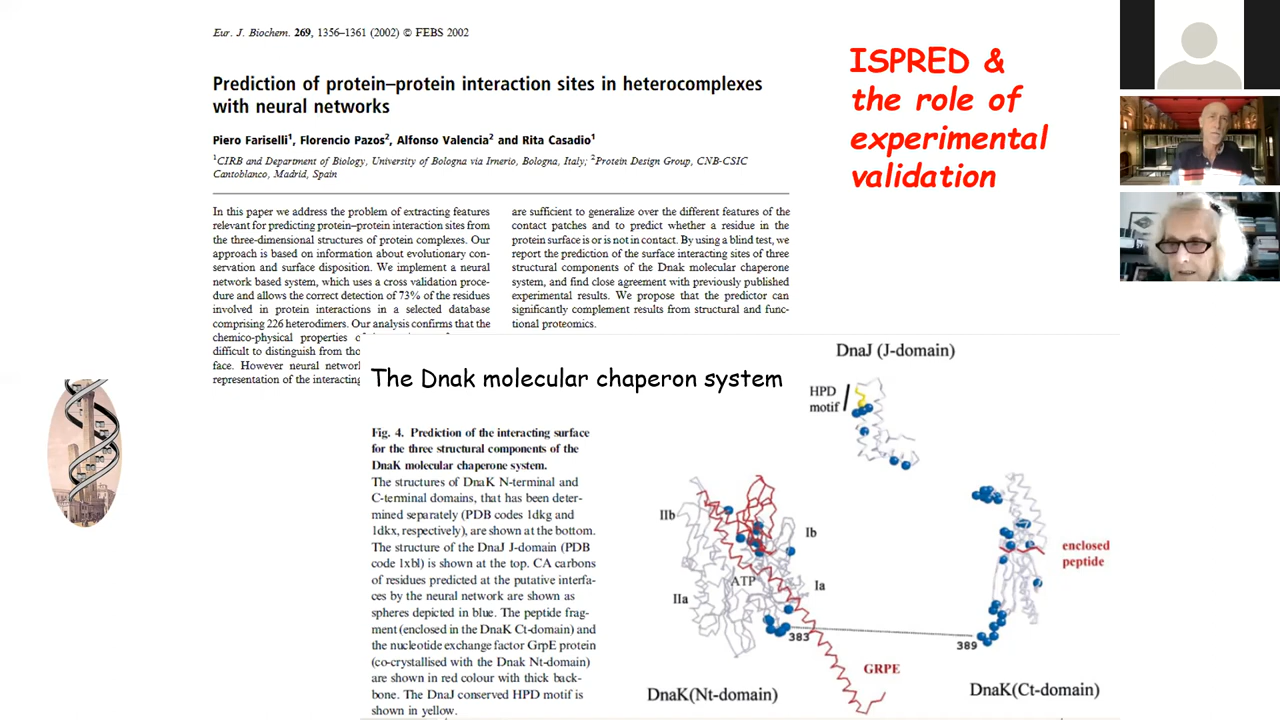 Eur. J. Biochem. 269, 1356–1361 (2002) © FEBS 2002
Prediction of protein–protein interaction sites in heterocomplexes
with neural networks
Piero Fariselli1, Florencio Pazos2, Alfonso Valencia2 and Rita Casadio1
1CIRB and Department of Biology, University of Bologna via Irnerio, Bologna, Italy; 2Protein Design Group, CNB-CSIC
Cantoblanco, Madrid, Spain
In this paper we address the problem of extracting features
relevant for predicting protein–protein interaction sites from
the three-dimensional structures of protein complexes. Our
approach is based on information about evolutionary con-
servation and surface disposition. We implement a neural
network based system, which uses a cross validation proce-
dure and allows the correct detection of 73% of the residues
involved in protein interactions in a selected database
comprising 226 heterodimers. Our analysis confirms that the
chemico-physical properties
difficult to distinguish from
face. However neural
representation of the interacting
are sufficient to generalize over the different features of the
contact patches and to predict whether a residue in the
protein surface is or is not in contact. By using a blind test, we
report the prediction of the surface interacting sites of three
structural components of the Dnak molecular chaperone
system, and find close agreement with previously published
experimental results. We propose that the predictor can
significantly complement results from structural and func-
tional proteomics.
ISPRED &
the role of
experimental
validation
The Dnak molecular chaperon system
Fig. 4. Prediction of the interacting surface
for the three structural components of the
DnaK molecular chaperone system.
The structures of DnaK N-terminal and
C-terminal domains, that has been deter-
mined separately (PDB codes 1dkg and
1dkx, respectively), are shown at the bottom.
The structure of the DnaJ J-domain (PDB
code 1xbl) is shown at the top. CA carbons
of residues predicted at the putative interfa-
ces by the neural network are shown as
spheres depicted in blue. The peptide frag-
ment (enclosed in the DnaK Ct-domain) and
the nucleotide exchange factor GrpE protein
(co-crystallised with the Dnak Nt-domain)
are shown in red colour with thick back-
bone. The DnaJ conserved HPD motif is
shown in yellow.
DnaJ (J-domain)
HPD
motif
IIb
Ib
ATP
Ia
IIa
383
389
GRPE
enclosed
peptide
DnaK(Nt-domain)
DnaK(Ct-domain)